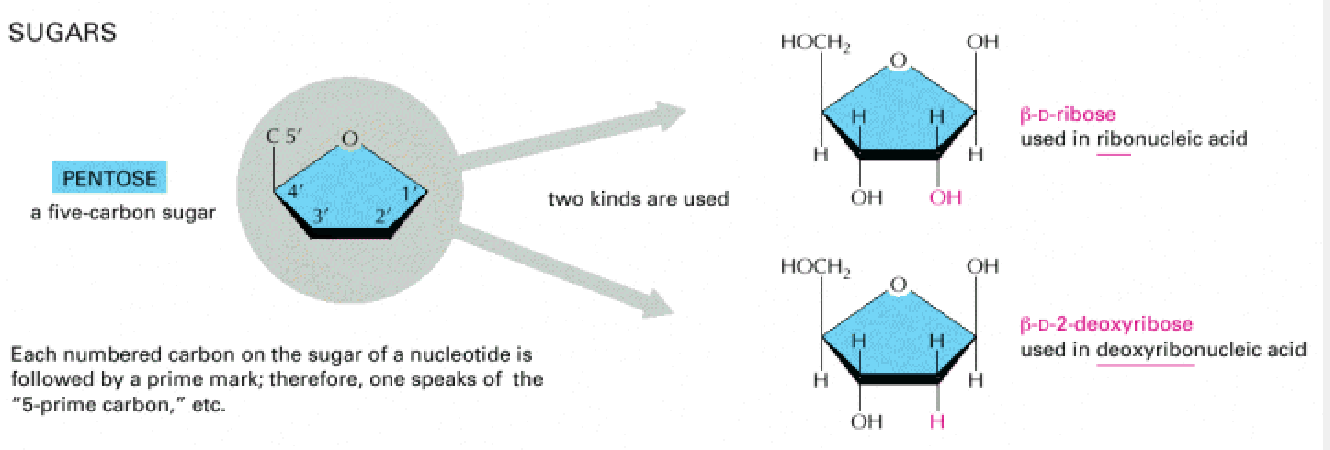 SUGARS
PENTOSE
a five-carbon sugar
C 5′
O
4′
1′
3′
2′
two kinds are used
Each numbered carbon on the sugar of a nucleotide is
followed by a prime mark; therefore, one speaks of the
“5-prime carbon,” etc.
HOCH₂
OH
O
H
H
H
H
OH
OH
β-D-ribose
used in ribonucleic acid
HOCH₂
OH
O
H
H
H
H
OH
H
β-D-2-deoxyribose
used in deoxyribonucleic acid